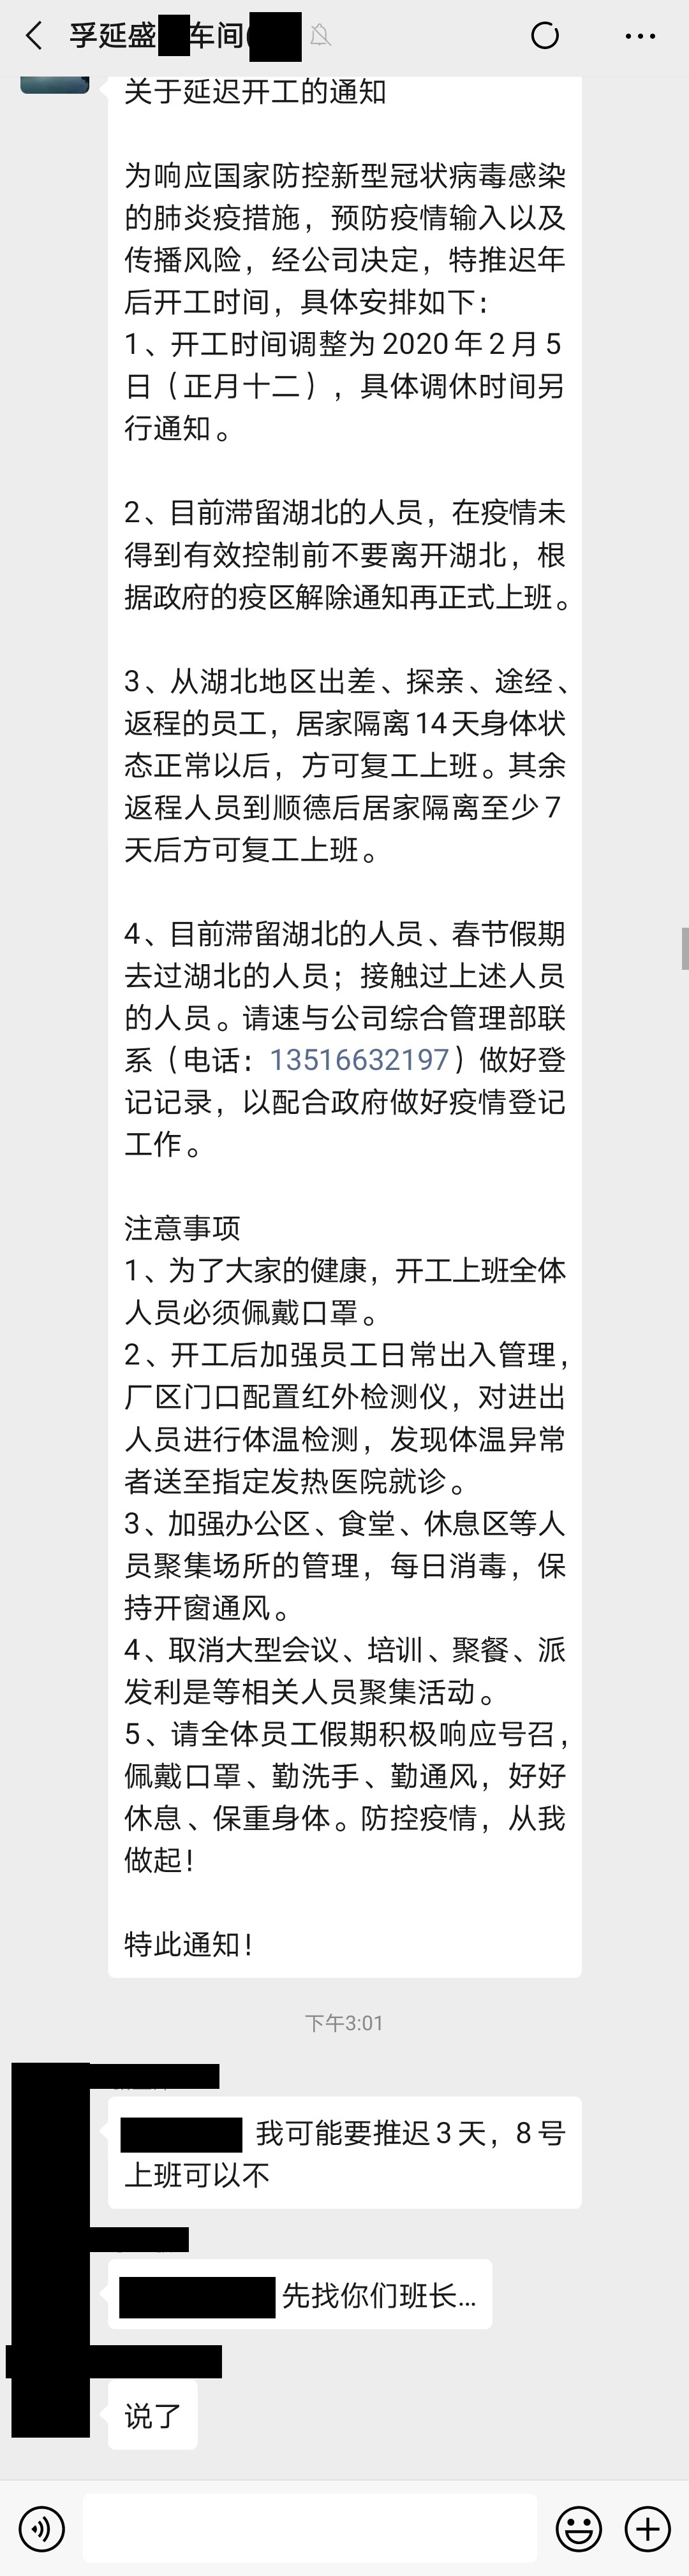 孚延盛 车间(
关于延迟开工的通知
为响应国家防控新型冠状病毒感染
的肺炎疫措施，预防疫情输入以及
传播风险，经公司决定，特推迟年
后开工时间，具体安排如下：
1、开工时间调整为2020年2月5
日（正月十二），具体调休时间另
行通知。
2、目前滞留湖北的人员，在疫情未
得到有效控制前不要离开湖北，根
据政府的疫区解除通知再正式上班。
3、从湖北地区出差、探亲、途经、
返程的员工，居家隔离14天身体状
态正常以后，方可复工上班。其余
返程人员到顺德后居家隔离至少7
天后方可复工上班。
4、目前滞留湖北的人员、春节假期
去过湖北的人员；接触过上述人员
的人员。请速与公司综合管理部联
系（电话：13516632197）做好登
记记录，以配合政府做好疫情登记
工作。
注意事项
1、为了大家的健康，开工上班全体
人员必须佩戴口罩。
2、开工后加强员工日常出入管理，
厂区门口配置红外检测仪，对进出
人员进行体温检测，发现体温异常
者送至指定发热医院就诊。
3、加强办公区、食堂、休息区等人
员聚集场所的管理，每日消毒，保
持开窗通风。
4、取消大型会议、培训、聚餐、派
发利是等相关人员聚集活动。
5、请全体员工假期积极响应号召，
佩戴口罩、勤洗手、勤通风，好好
休息、保重身体。防控疫情，从我
做起！
特此通知！
下午3:01
我可能要推迟3天，8号
上班可以不
先找你们班长...
说了